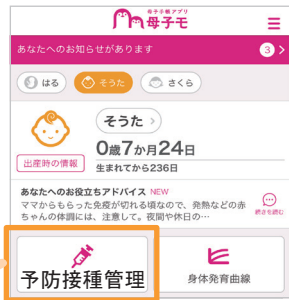 母子手帳アプリ
母子モ
あなたへのお知らせがあります 3
はる そうた さくら
そうた
0歳7か月24日
出産時の情報 生まれてから236日
あなたへのお役立ちアドバイス NEW
ママからもらった免疫が切れる頃なので、発熱などの赤
ちゃんの体調には、注意して。夜間や休日の…
続きを読む
予防接種管理 身体発育曲線